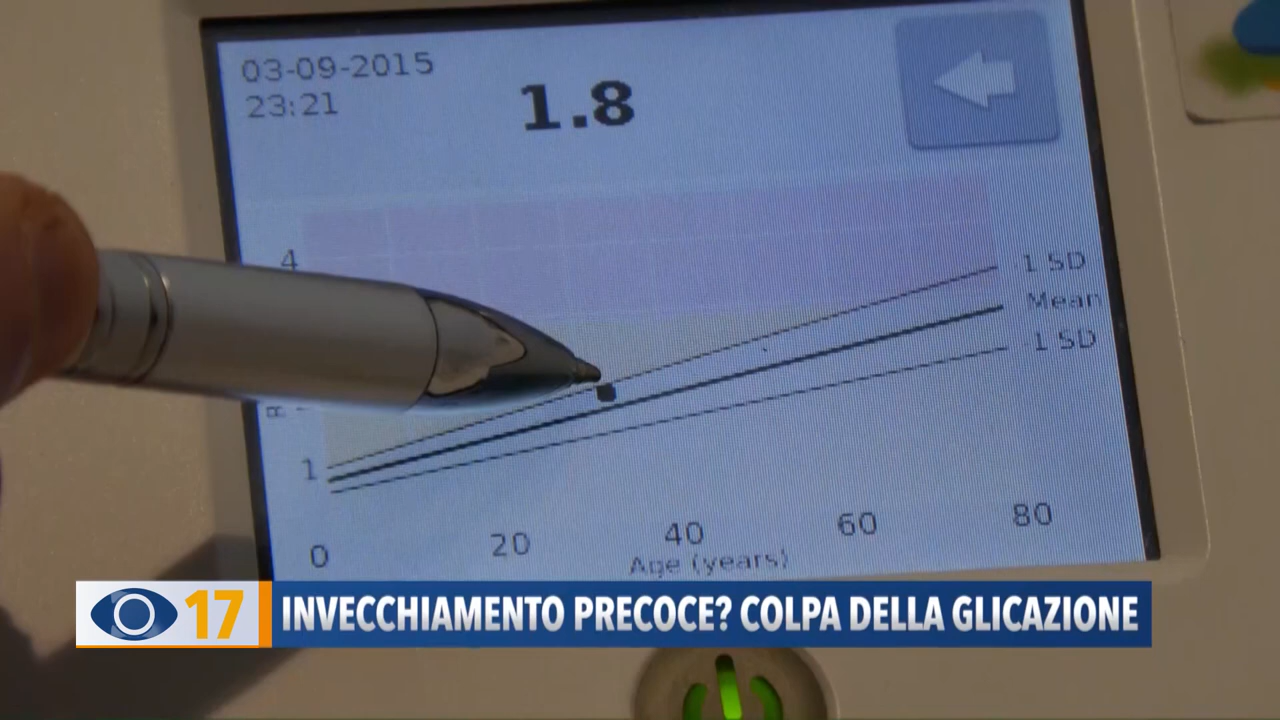 03-09-2015
23:21
1.8
4
1 SD
Mean
-1 SD
1
0 20 40 60 80
Age (years)
17 INVECCHIAMENTO PRECOCE? COLPA DELLA GLICAZIONE